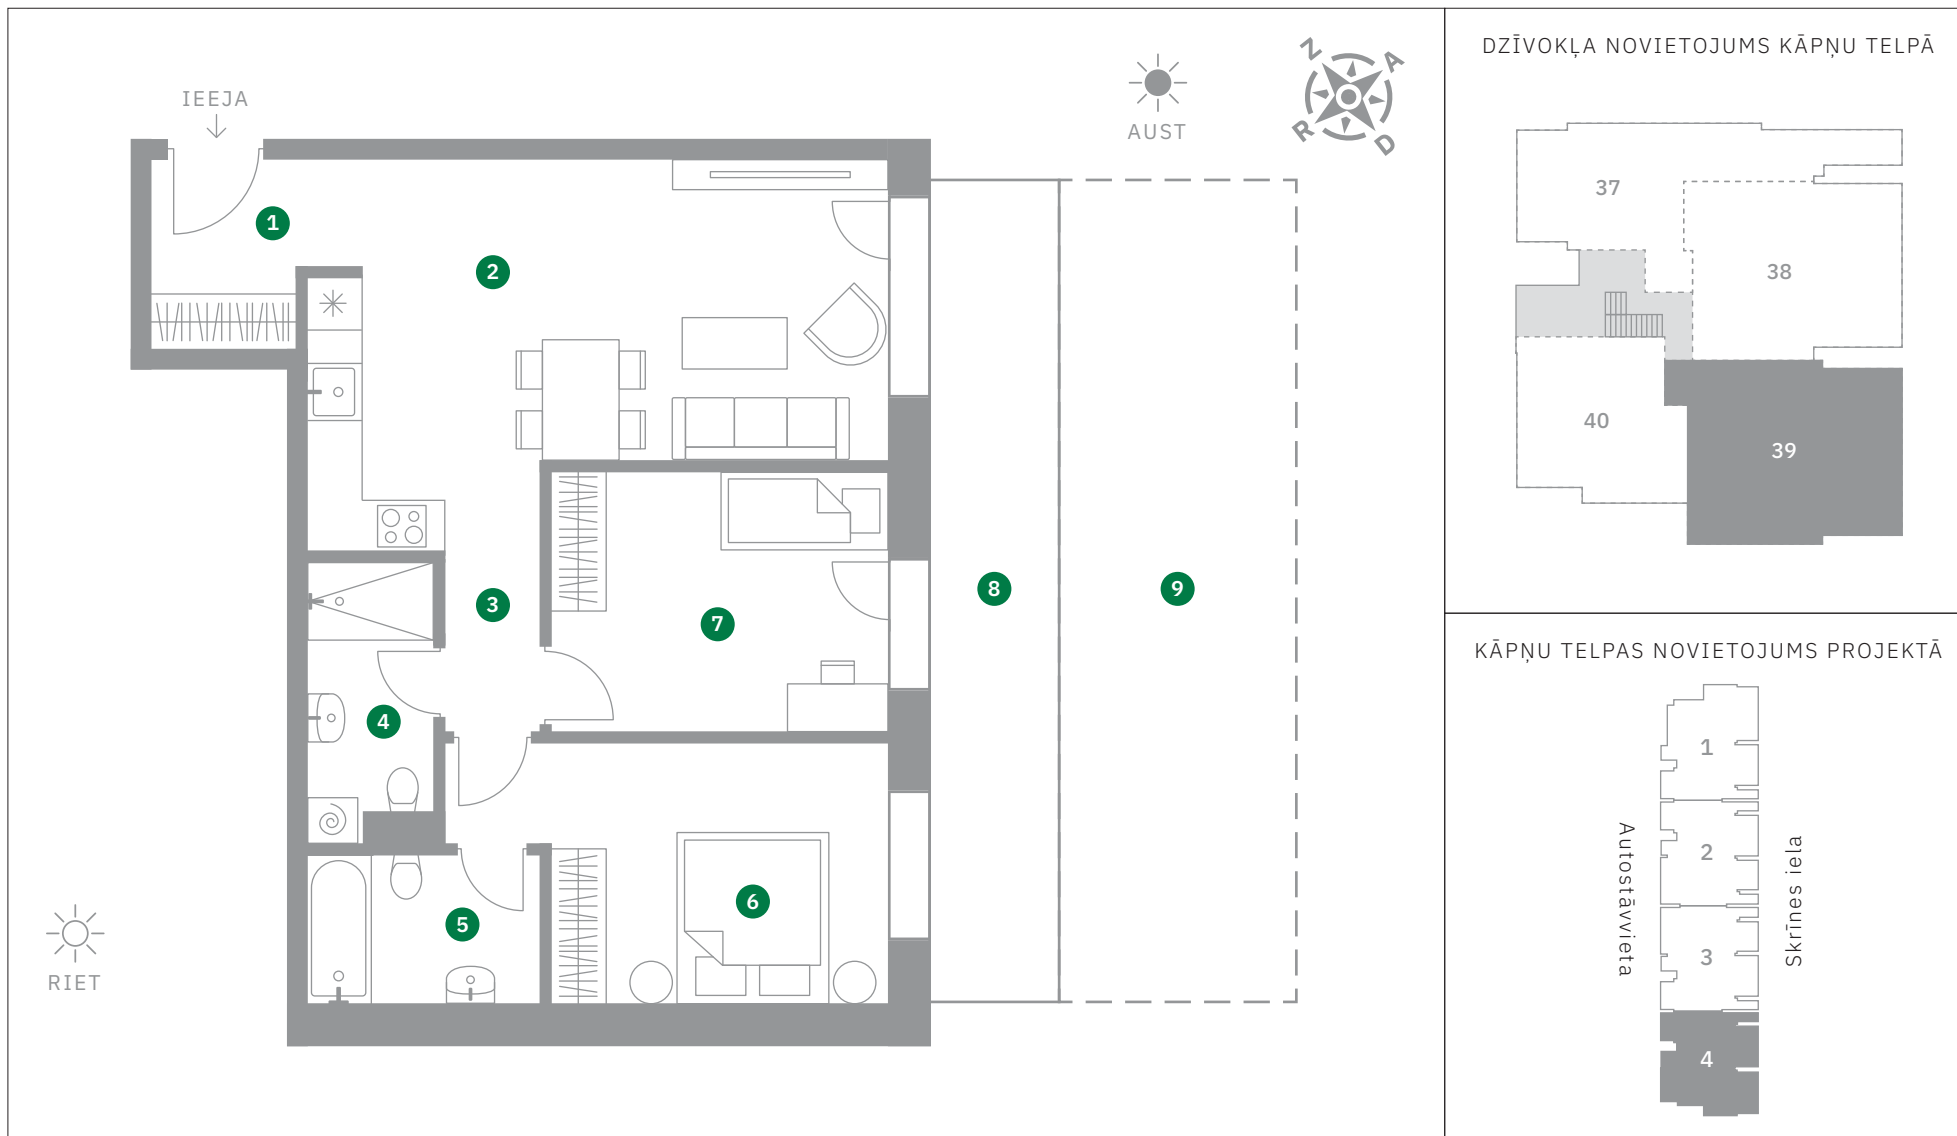 IEEJA
AUST
Z
A
R
D
1
2
3
4
5
6
7
8
9
RIET
DZĪVOKĻA NOVIETOJUMS KĀPŅU TELPĀ
37
38
39
40
KĀPŅU TELPAS NOVIETOJUMS PROJEKTĀ
1
2
3
4
Autostāvvieta
Skrīnes iela